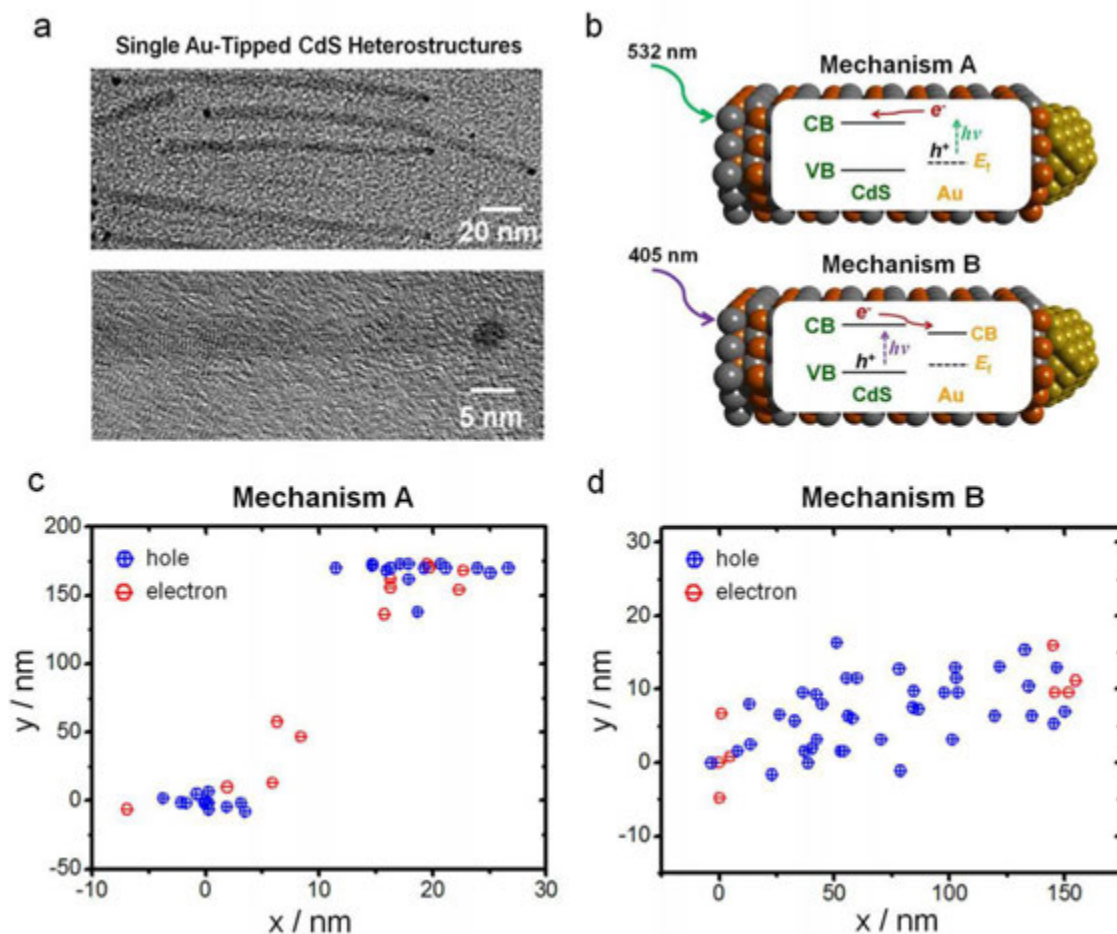 a
Single Au-Tipped CdS Heterostructures
20 nm
5 nm
b
532 nm
Mechanism A
CB
e⁻
hν
h⁺
VB
E_f
CdS
Au
405 nm
Mechanism B
e⁻
CB
CB
hν
h⁺
E_f
VB
CdS
Au
c
Mechanism A
hole
electron
y / nm
200
150
100
50
0
-50
-10
0
10
20
30
x / nm
d
Mechanism B
hole
electron
y / nm
30
20
10
0
-10
0
50
100
150
x / nm